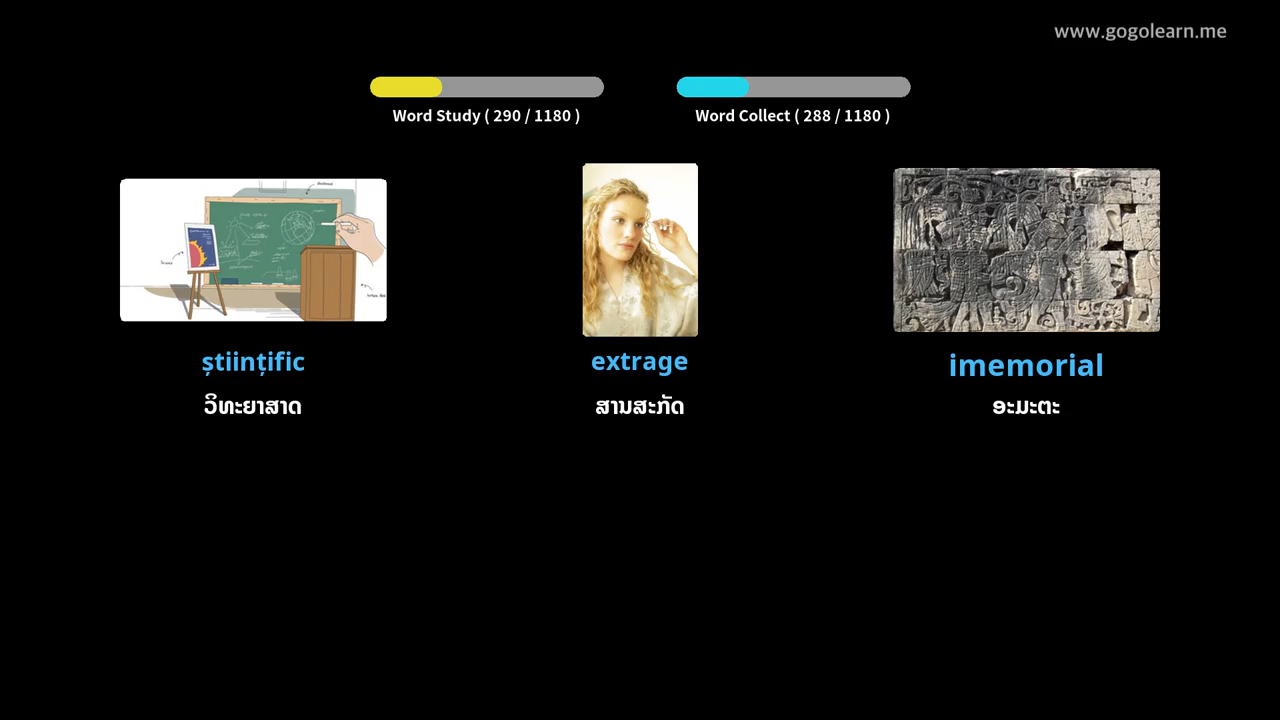 www.gogolearn.me
Word Study ( 290 / 1180 )
Word Collect ( 288 / 1180 )
științific
extrage
imemorial
ວິທະຍາສາດ
ສານສະກັດ
ອະມະຕະ